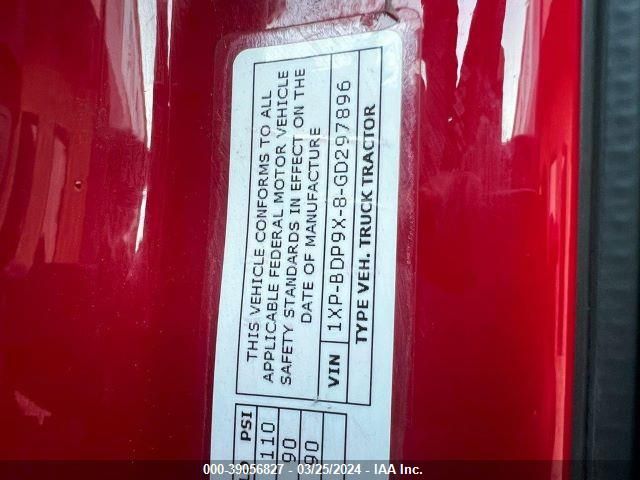 THIS VEHICLE CONFORMS TO ALL
APPLICABLE FEDERAL MOTOR VEHICLE
SAFETY STANDARDS IN EFFECT ON THE
DATE OF MANUFACTURE
VIN 1XP-BDP9X-8-GD297896
TYPE VEH. TRUCK TRACTOR
PSI
110
90
90
000-39056827 - 03/25/2024 - IAA Inc.